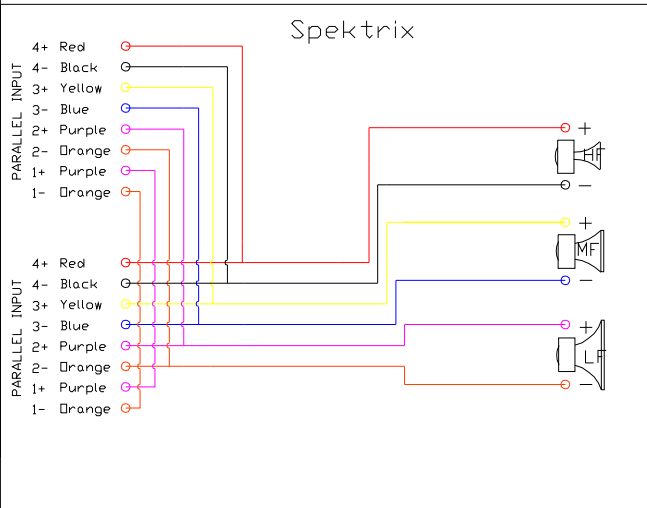 Spektrix
PARALLEL INPUT
4+ Red
4- Black
3+ Yellow
3- Blue
2+ Purple
2- Orange
1+ Purple
1- Orange
PARALLEL INPUT
4+ Red
4- Black
3+ Yellow
3- Blue
2+ Purple
2- Orange
1+ Purple
1- Orange
+
HF
-
+
MF
-
+
LF
-